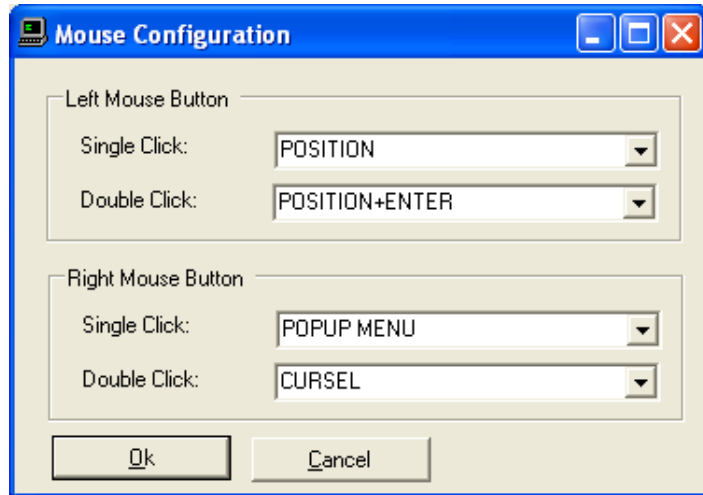 Mouse Configuration
Left Mouse Button
Single Click: POSITION
Double Click: POSITION+ENTER
Right Mouse Button
Single Click: POPUP MENU
Double Click: CURSEL
Ok Cancel